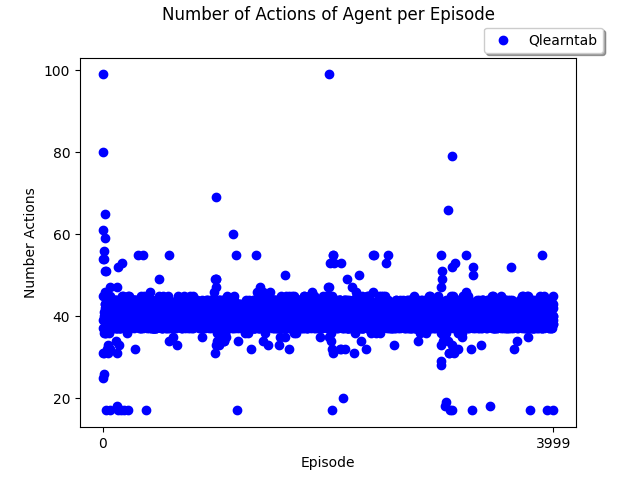 Number of Actions of Agent per Episode
Qlearntab
100
80
60
40
20
Number Actions
0
3999
Episode